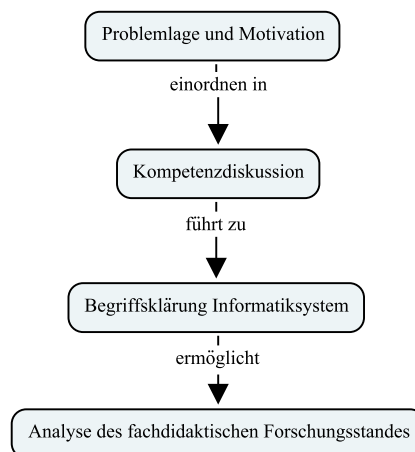 Problemlage und Motivation
einordnen in
Kompetenzdiskussion
führt zu
Begriffsklärung Informatiksystem
ermöglicht
Analyse des fachdidaktischen Forschungsstandes